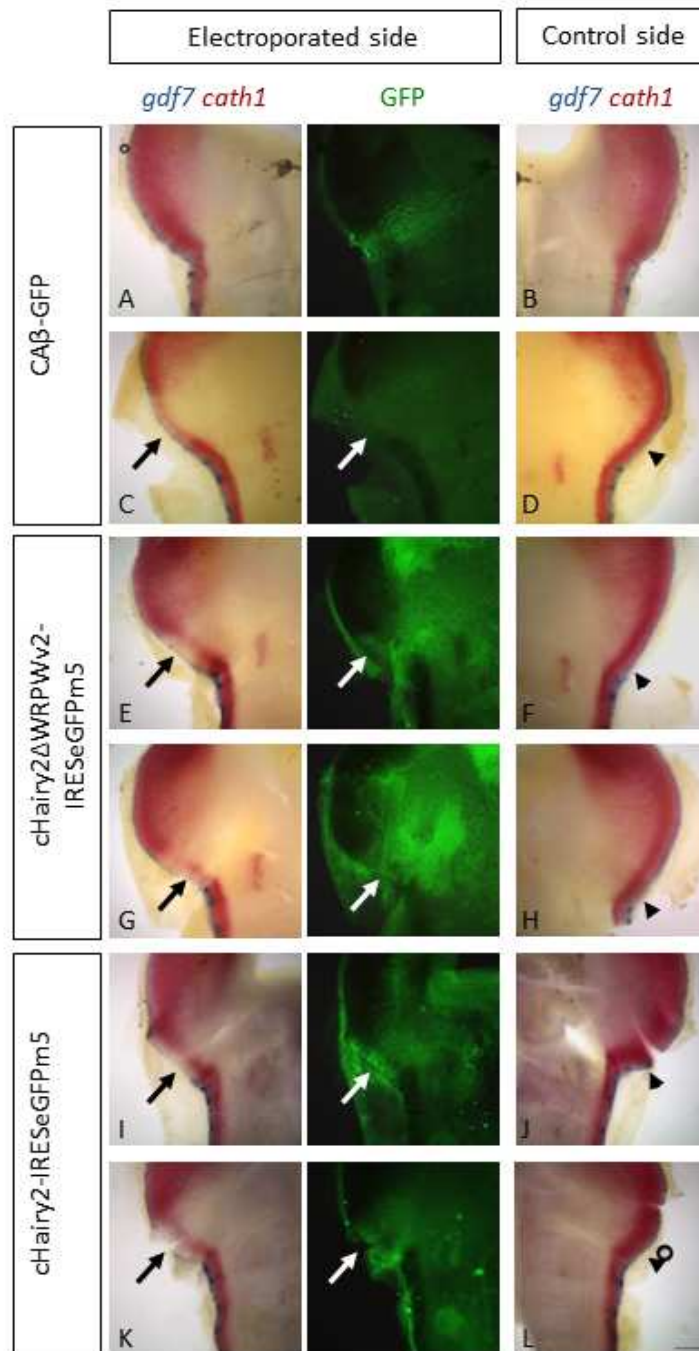 Electroporated side
Control side
gdf7 cath1
GFP
gdf7 cath1
CAβ-GFP
A
B
C
D
cHairy2ΔWRPWv2-
IRESeGFPm5
E
F
G
H
cHairy2-IRESeGFPm5
I
J
K
L